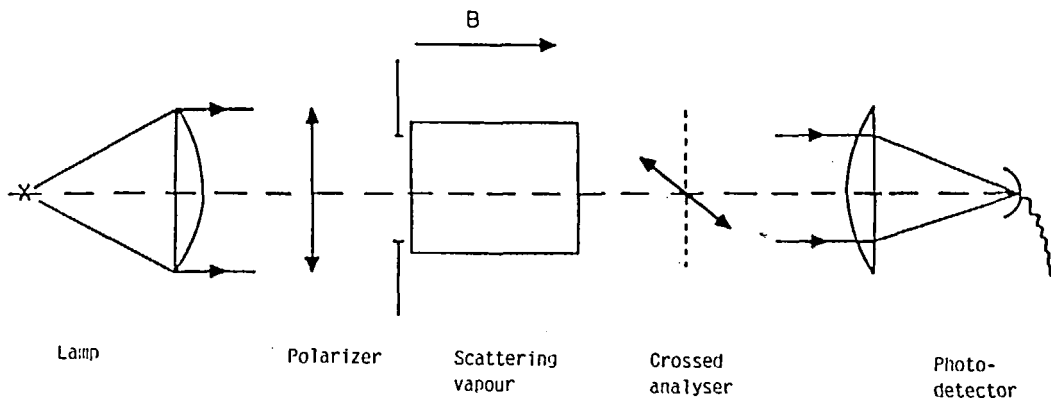 B
Lamp
Polarizer
Scattering
vapour
Crossed
analyser
Photo-
detector